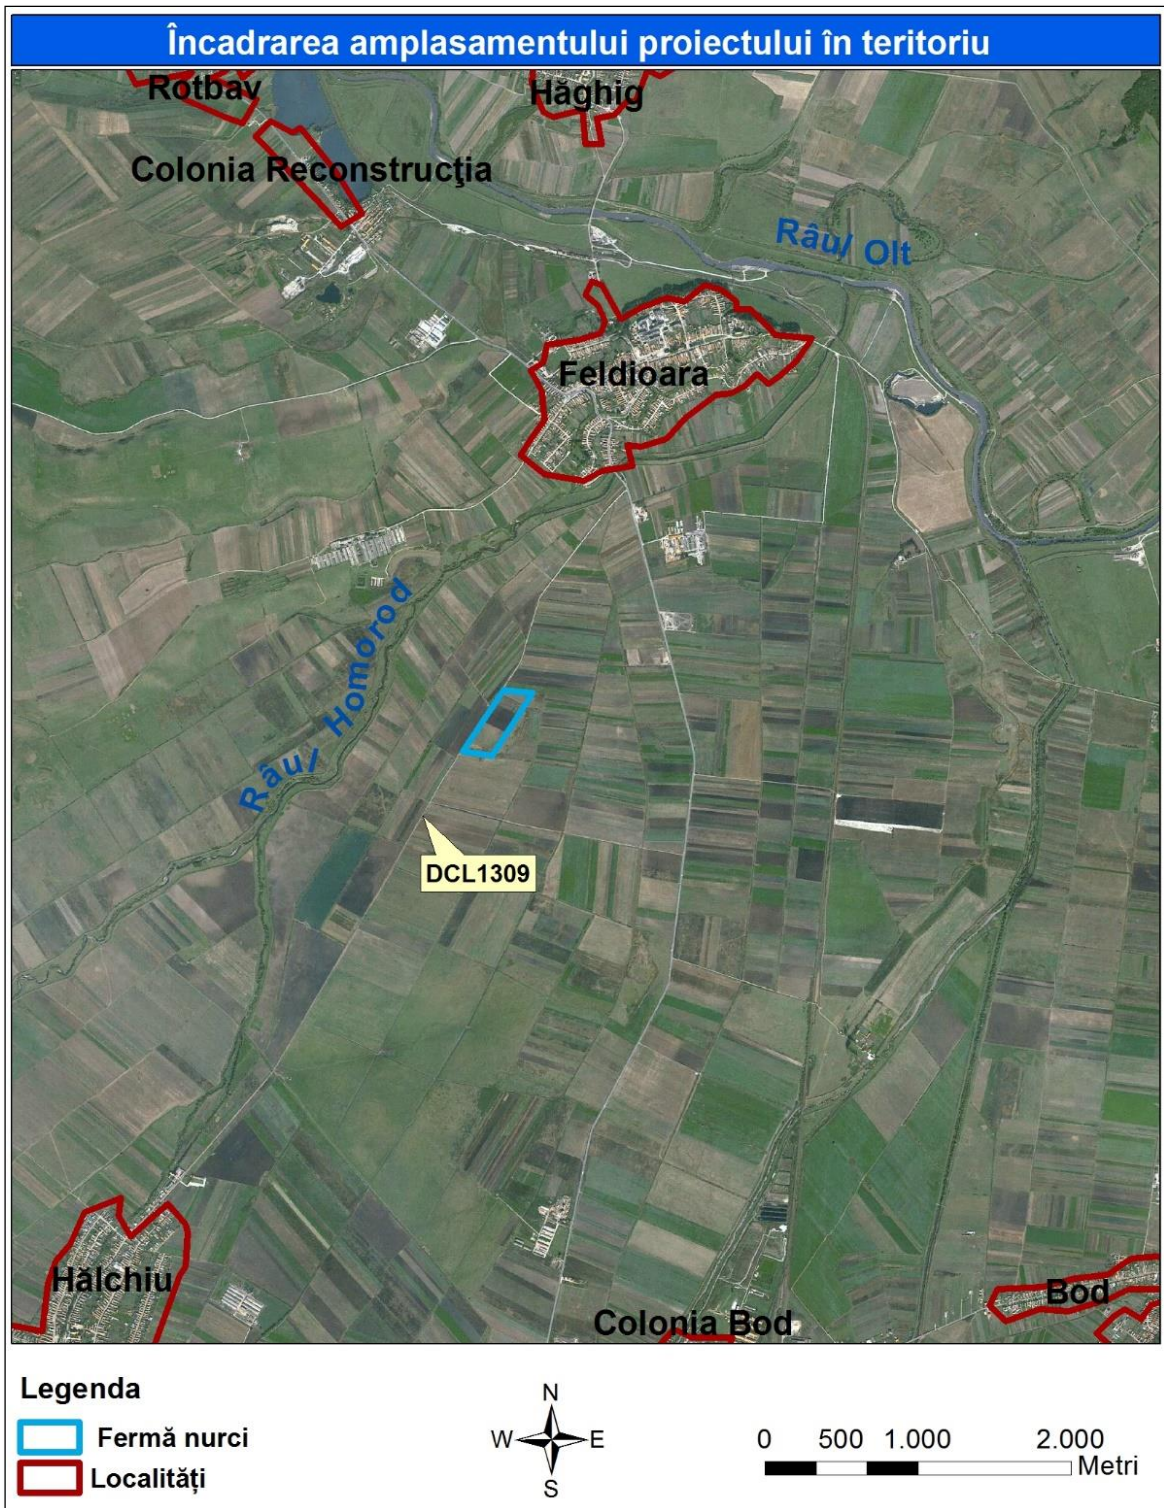 Încadrarea amplasamentului proiectului în teritoriu
Rotbav
Hăghig
Colonia Reconstrucţia
Râul Olt
Feldioara
Râul Homorod
DCL1309
Hălchiu
Colonia Bod
Bod
Legenda
Fermă nurci
Localități
N
W E
S
0 500 1.000 2.000
Metri